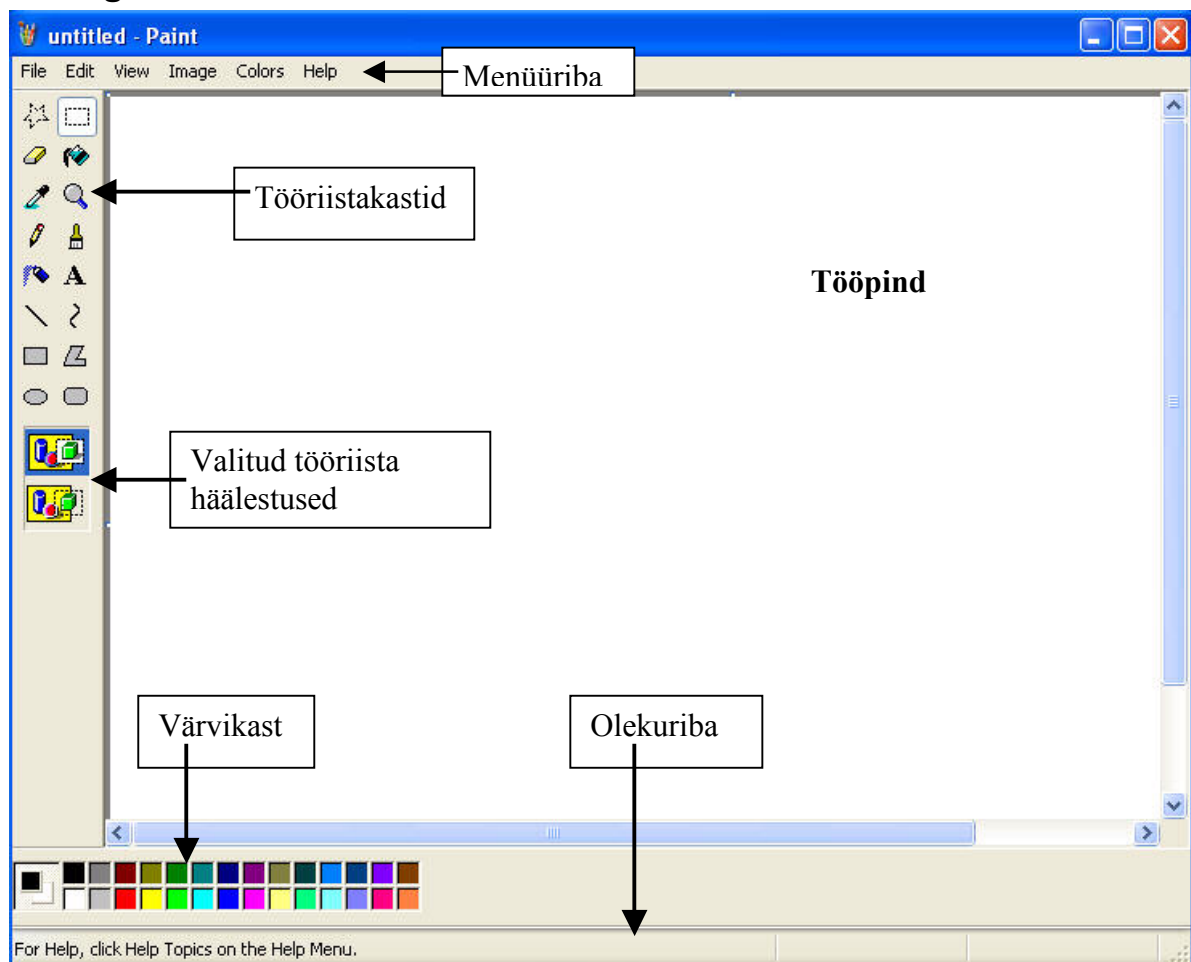 untitled - Paint
File Edit View Image Colors Help
Menüüriba
Tööriistakastid
A
Tööpind
Valitud tööriista
häälestused
Värvikast
Olekuriba
For Help, click Help Topics on the Help Menu.